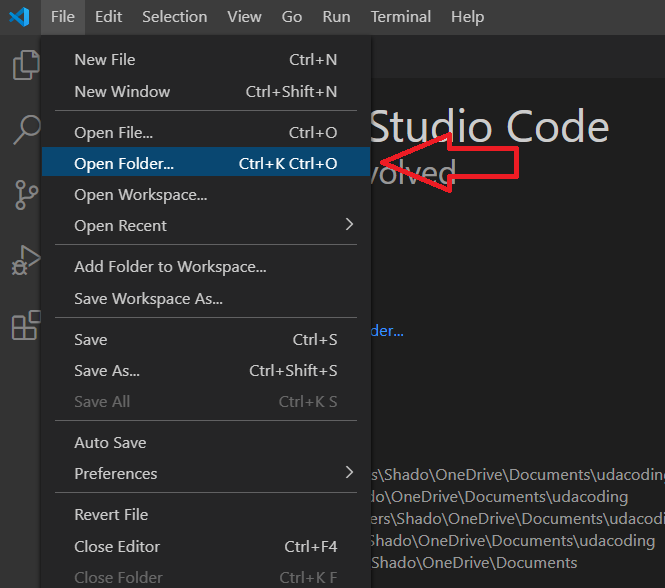 File Edit Selection View Go Run Terminal Help
New File Ctrl+N
New Window Ctrl+Shift+N
Open File... Ctrl+O
Open Folder... Ctrl+K Ctrl+O
Open Workspace...
Open Recent
Add Folder to Workspace...
Save Workspace As...
Save Ctrl+S
Save As... Ctrl+Shift+S
Save All Ctrl+K S
Auto Save
Preferences
Revert File
Close Editor Ctrl+F4
Close Folder Ctrl+K F
Studio Code
volved
der...
s\Shado\OneDrive\Documents\udacoding
do\OneDrive\Documents\udacoding
ers\Shado\OneDrive\Documents\udacodi
Shado\OneDrive\Documents\udacoding
Shado\OneDrive\Documents